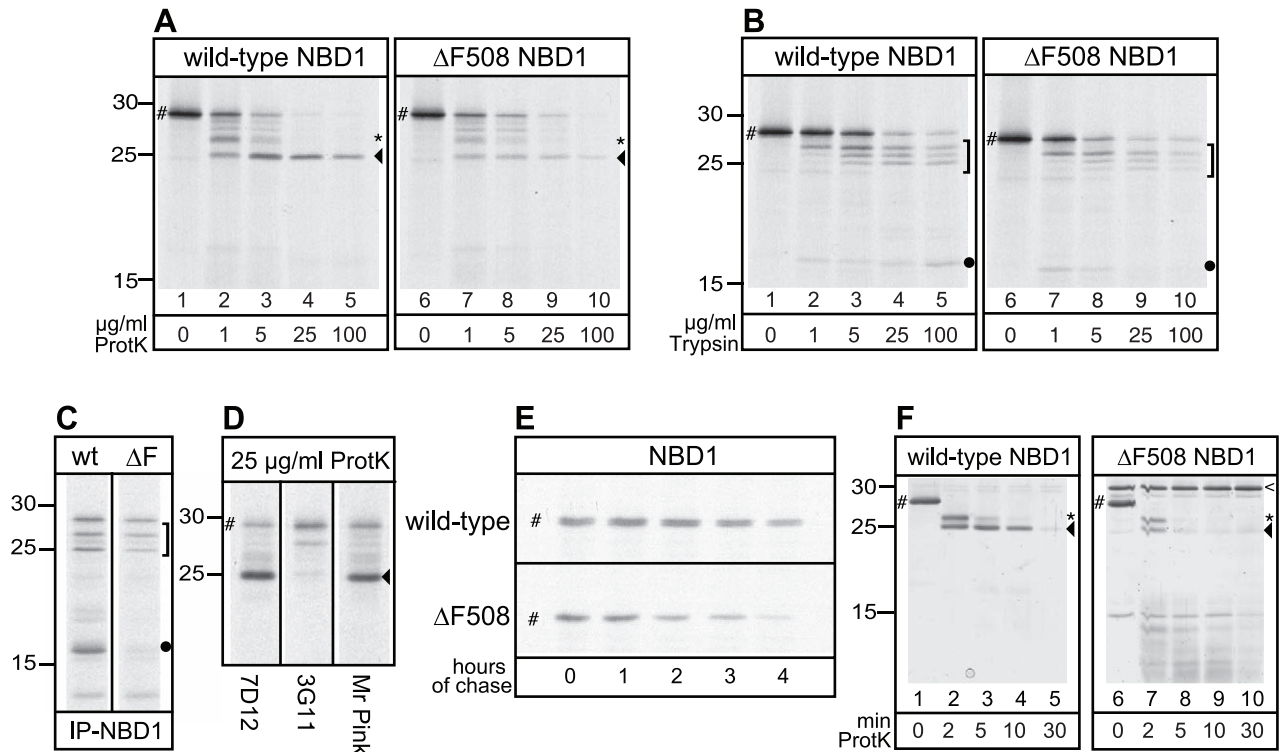 A
wild-type NBD1
ΔF508 NBD1
30
25
15
#
#
*
*
1 2 3 4 5
6 7 8 9 10
µg/ml ProtK
0 1 5 25 100
0 1 5 25 100
B
wild-type NBD1
ΔF508 NBD1
30
25
15
#
#
1 2 3 4 5
6 7 8 9 10
µg/ml Trypsin
0 1 5 25 100
0 1 5 25 100
C
wt ΔF
30
25
15
IP-NBD1
D
25 µg/ml ProtK
30
25
#
7D12
3G11
Mr Pink
E
NBD1
wild-type #
ΔF508 #
hours of chase
0 1 2 3 4
F
wild-type NBD1
ΔF508 NBD1
30
25
15
#
#
<
*
1 2 3 4 5
6 7 8 9 10
min ProtK
0 2 5 10 30
0 2 5 10 30